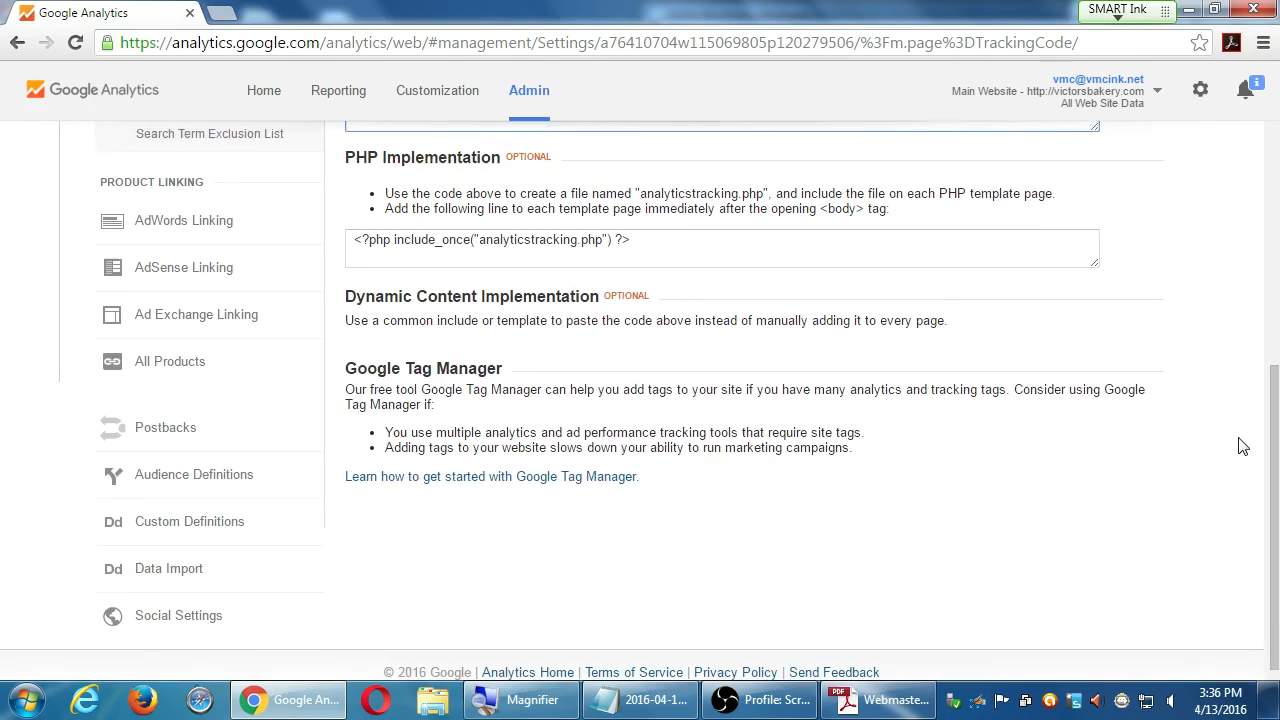 Google Analytics
SMART Ink
https://analytics.google.com/analytics/web/#management/Settings/a76410704w115069805p120279506/%3Fm.page%3DTrackingCode/
Google Analytics
Home
Reporting
Customization
Admin
vmc@vmcink.net
Main Website - http://victorsbakery.com
All Web Site Data
i
Search Term Exclusion List
PRODUCT LINKING
AdWords Linking
AdSense Linking
Ad Exchange Linking
All Products
Postbacks
Audience Definitions
Dd Custom Definitions
Dd Data Import
Social Settings
PHP Implementation OPTIONAL
• Use the code above to create a file named "analyticstracking.php", and include the file on each PHP template page.
• Add the following line to each template page immediately after the opening <body> tag:
<?php include_once("analyticstracking.php") ?>
Dynamic Content Implementation OPTIONAL
Use a common include or template to paste the code above instead of manually adding it to every page.
Google Tag Manager
Our free tool Google Tag Manager can help you add tags to your site if you have many analytics and tracking tags. Consider using Google
Tag Manager if:
• You use multiple analytics and ad performance tracking tools that require site tags.
• Adding tags to your website slows down your ability to run marketing campaigns.
Learn how to get started with Google Tag Manager.
© 2016 Google | Analytics Home | Terms of Service | Privacy Policy | Send Feedback
Google An...
Magnifier
2016-04-1...
Profile: Scr...
PDF
Webmaste...
3:36 PM
4/13/2016